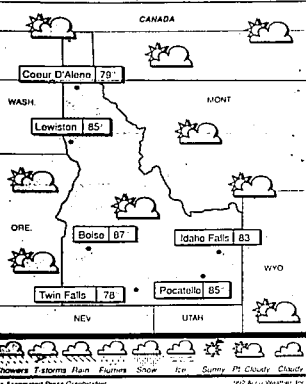 CANADA
Coeur D'Alene 79°
WASH.
MONT
Lewiston 85°
ORE.
Boise 87°
Idaho Falls 83
WYO
Twin Falls 78
Pocatello 85°
NEV
UTAH
Showers T-storms Rain Flurries Snow Ice Sunny Pt. Cloudy Cloudy